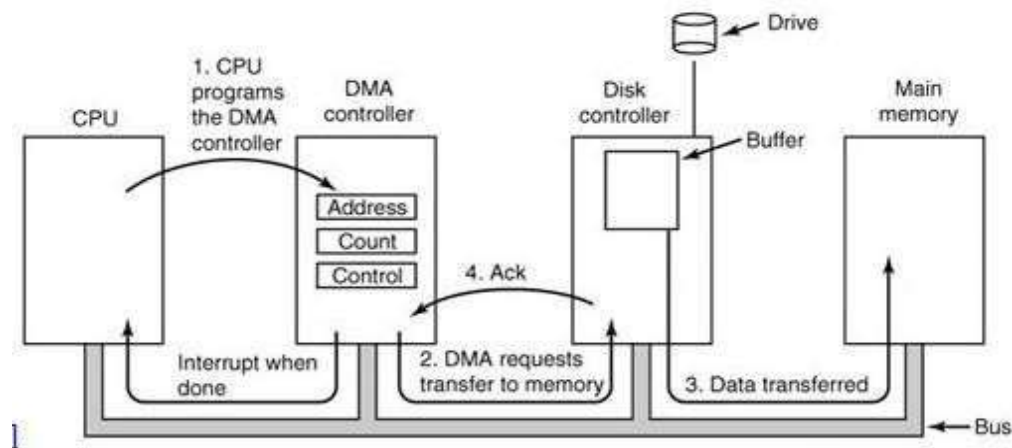 Drive
1. CPU
programs
the DMA
controller
CPU
DMA
controller
Disk
controller
Main
memory
Buffer
Address
Count
Control
4. Ack
Interrupt when
done
2. DMA requests
transfer to memory
3. Data transferred
Bus